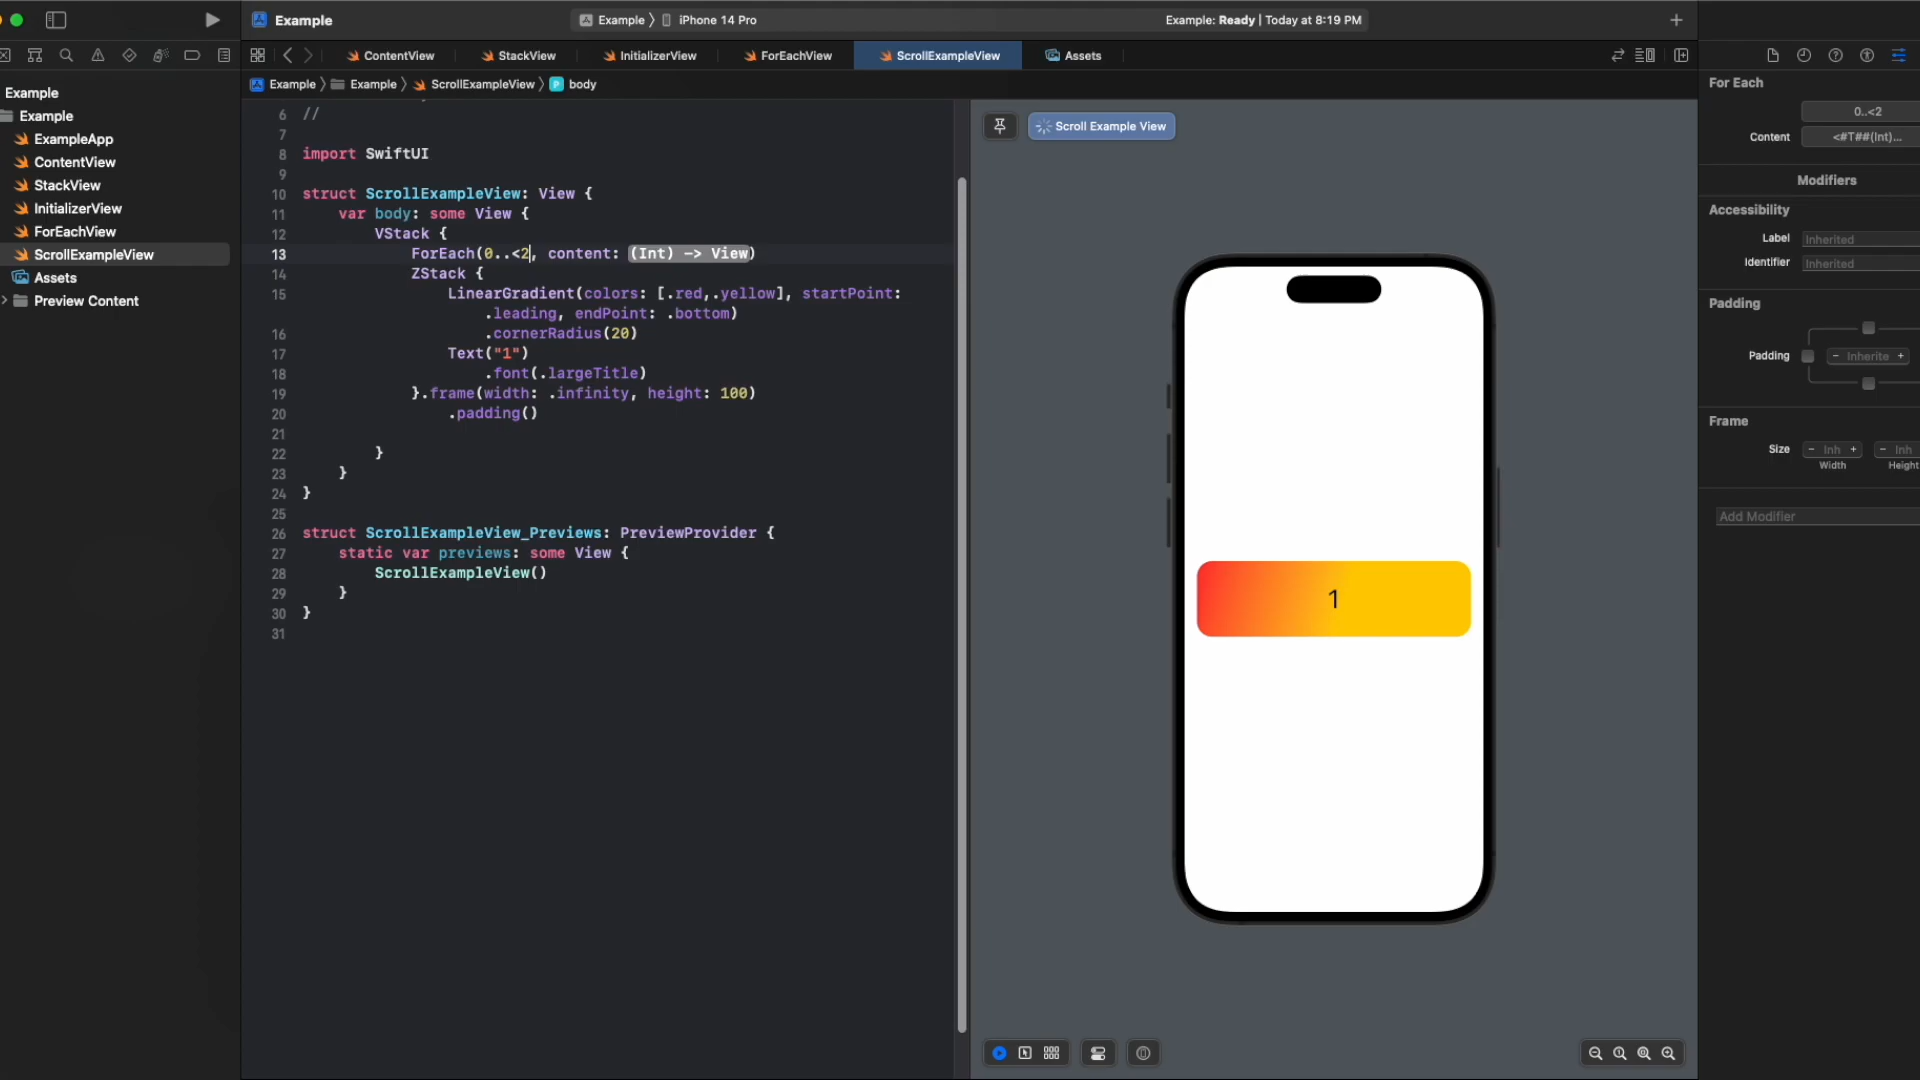 Example
Example 〉 iPhone 14 Pro
Example: Ready | Today at 8:19 PM
ContentView
StackView
InitializerView
ForEachView
ScrollExampleView
Assets
Example 〉 Example 〉 ScrollExampleView 〉 body
Example
Example
ExampleApp
ContentView
StackView
InitializerView
ForEachView
ScrollExampleView
Assets
Preview Content
6 //
7
8 import SwiftUI
9
10 struct ScrollExampleView: View {
11 var body: some View {
12 VStack {
13 ForEach(0..<2, content: (Int) -> View)
14 ZStack {
15 LinearGradient(colors: [.red,.yellow], startPoint:
.leading, endPoint: .bottom)
16 .cornerRadius(20)
17 Text("1")
18 .font(.largeTitle)
19 }.frame(width: .infinity, height: 100)
20 .padding()
21
22 }
23 }
24 }
25
26 struct ScrollExampleView_Previews: PreviewProvider {
27 static var previews: some View {
28 ScrollExampleView()
29 }
30 }
31
Scroll Example View
1
For Each
0..<2
Content <#T##(Int)...
Modifiers
Accessibility
Label Inherited
Identifier Inherited
Padding
Padding - Inherite +
Frame
Size - Inh + - Inh
Width Height
Add Modifier